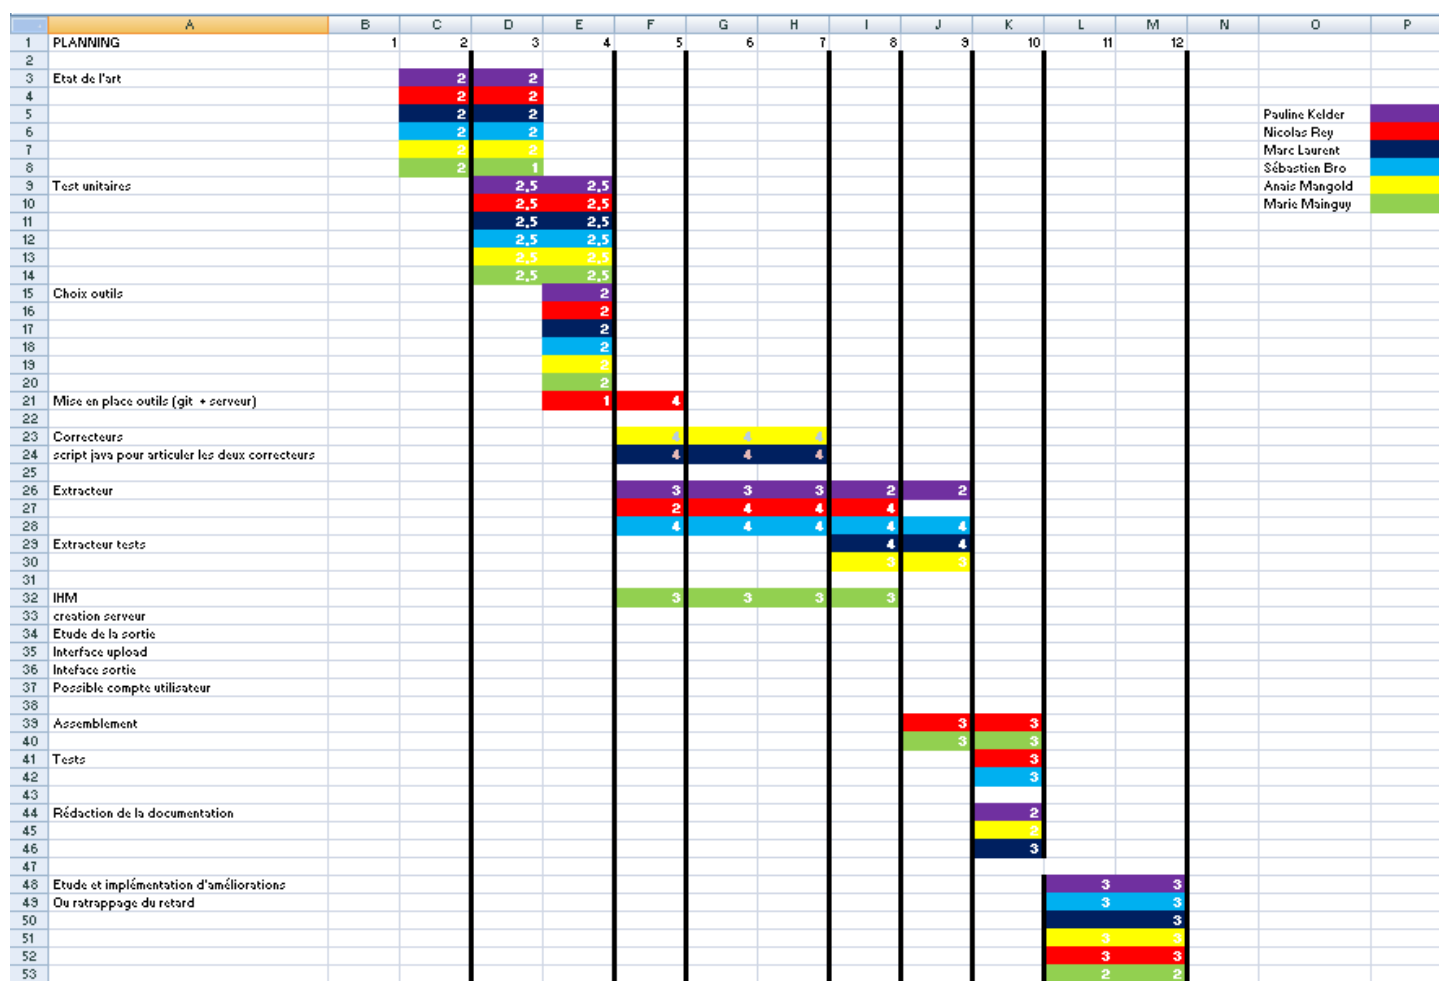 A B C D E F G H I J K L M N O P
1 PLANNING 1 2 3 4 5 6 7 8 9 10 11 12
2
3 Etat de l'art 2 2
4 2 2
5 2 2 Pauline Kelder
6 2 2 Nicolas Rey
7 2 2 Marc Laurent
8 2 1 Sébastien Bro
9 Test unitaires 2,5 2,5 Anais Mangold
10 2,5 2,5 Marie Mainguy
11 2,5 2,5
12 2,5 2,5
13 2,5 2,5
14 2,5 2,5
15 Choix outils 2
16 2
17 2
18 2
19 2
20 2
21 Mise en place outils (git + serveur) 1 4
22
23 Correcteurs 4 4 4
24 script java pour articuler les deux correcteurs 4 4 4
25
26 Extracteur 3 3 3 2 2
27 2 4 4 4
28 4 4 4 4 4
29 Extracteur tests 4 4
30 3 3
31
32 IHM 3 3 3 3
33 creation serveur
34 Etude de la sortie
35 Interface upload
36 Inteface sortie
37 Possible compte utilisateur
38
39 Assemblement 3 3
40 3 3
41 Tests 3
42 3
43
44 Rédaction de la documentation 2
45 2
46 3
47
48 Etude et implémentation d'améliorations 3 3
49 Ou ratrappage du retard 3 3
50 3
51 3 3
52 3 3
53 2 2